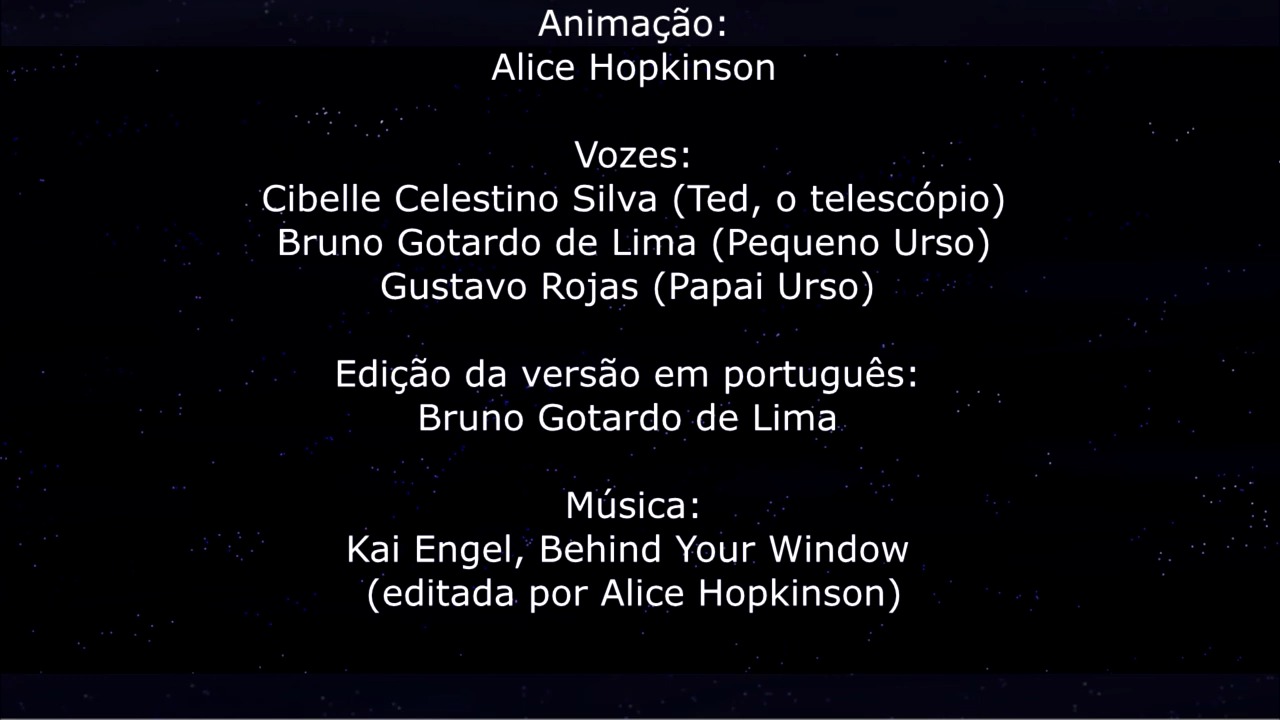 Animação:
Alice Hopkinson
Vozes:
Cibelle Celestino Silva (Ted, o telescópio)
Bruno Gotardo de Lima (Pequeno Urso)
Gustavo Rojas (Papai Urso)
Edição da versão em português:
Bruno Gotardo de Lima
Música:
Kai Engel, Behind Your Window
(editada por Alice Hopkinson)